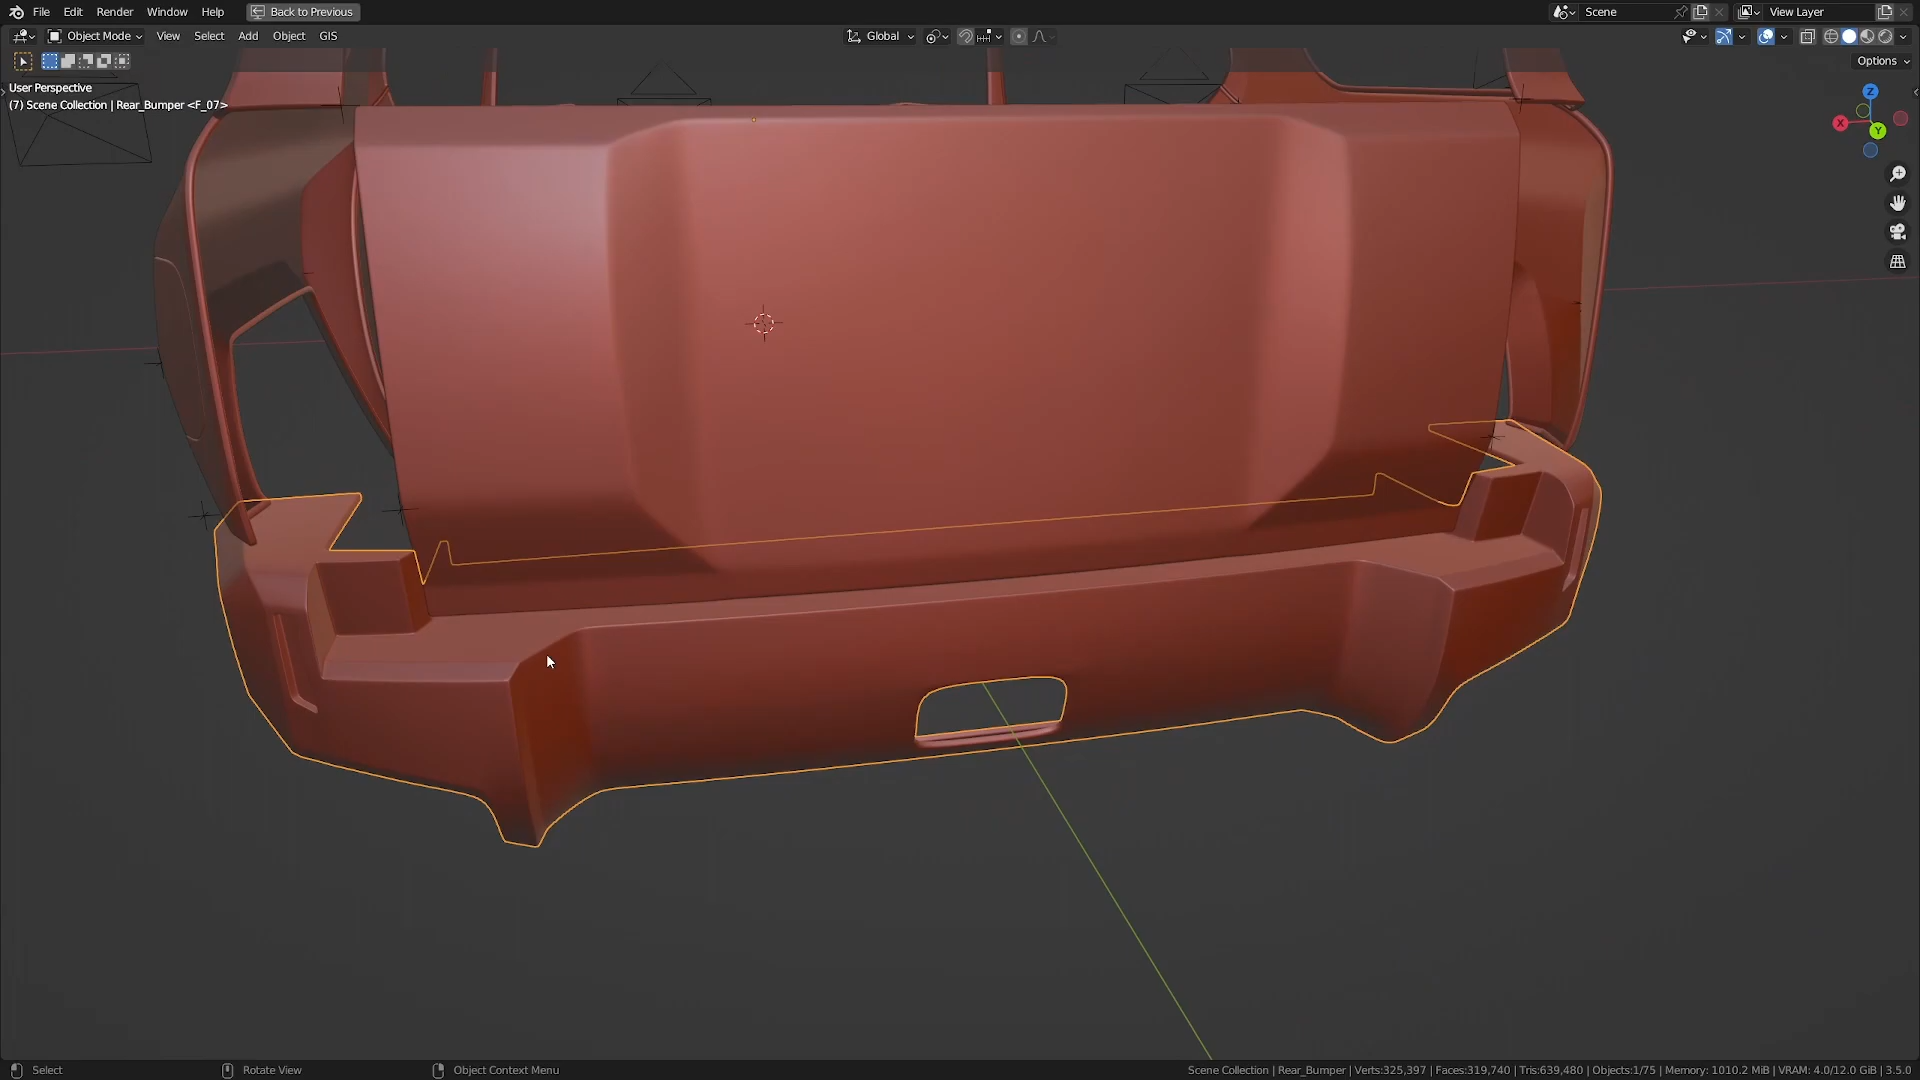 File Edit Render Window Help Back to Previous Scene View Layer
Object Mode View Select Add Object GIS Global
Options
User Perspective
(7) Scene Collection | Rear_Bumper <F_07>
Z
X
Y
Select Rotate View Object Context Menu Scene Collection | Rear_Bumper | Verts:325,397 | Faces:319,740 | Tris:639,480 | Objects:1/75 | Memory: 1010.2 MiB | VRAM: 4.0/12.0 GiB | 3.5.0